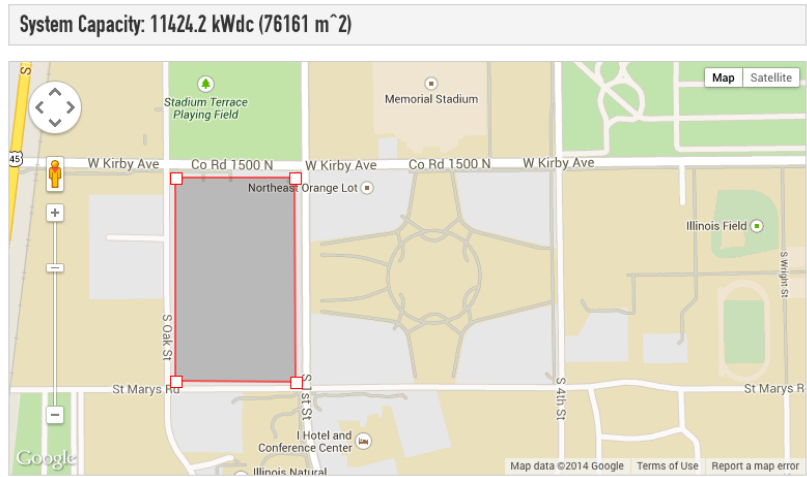 System Capacity: 11424.2 kWdc (76161 m^2)
S
Map
Satellite
Stadium Terrace
Playing Field
Memorial Stadium
45
W Kirby Ave
Co Rd 1500 N
W Kirby Ave
Co Rd 1500 N
W Kirby Ave
Northeast Orange Lot
Illinois Field
S Wright St
S Oak St
St Marys Rd
S 1st St
S 4th St
St Marys R
I Hotel and
Conference Center
Illinois Natural
Google
Map data ©2014 Google
Terms of Use
Report a map error